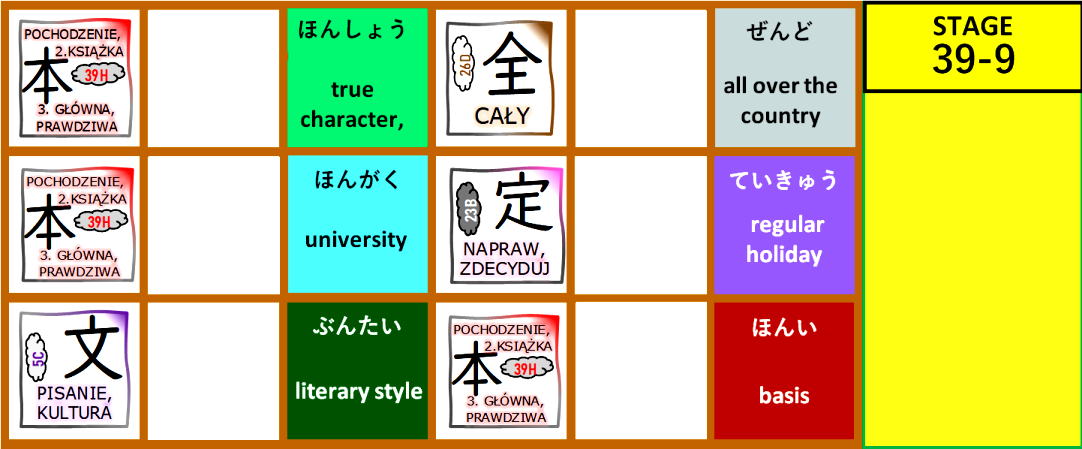 POCHODZENIE,
2.KSIĄŻKA
本
39H
3. GŁÓWNA,
PRAWDZIWA
ほんしょう
true
character,
26D
全
CAŁY
ぜんど
all over the
country
STAGE
39-9
POCHODZENIE,
2.KSIĄŻKA
本
39H
3. GŁÓWNA,
PRAWDZIWA
ほんがく
university
23B
定
NAPRAW,
ZDECYDUJ
ていきゅう
regular
holiday
5C
文
PISANIE,
KULTURA
ぶんたい
literary style
POCHODZENIE,
2.KSIĄŻKA
本
39H
3. GŁÓWNA,
PRAWDZIWA
ほんい
basis